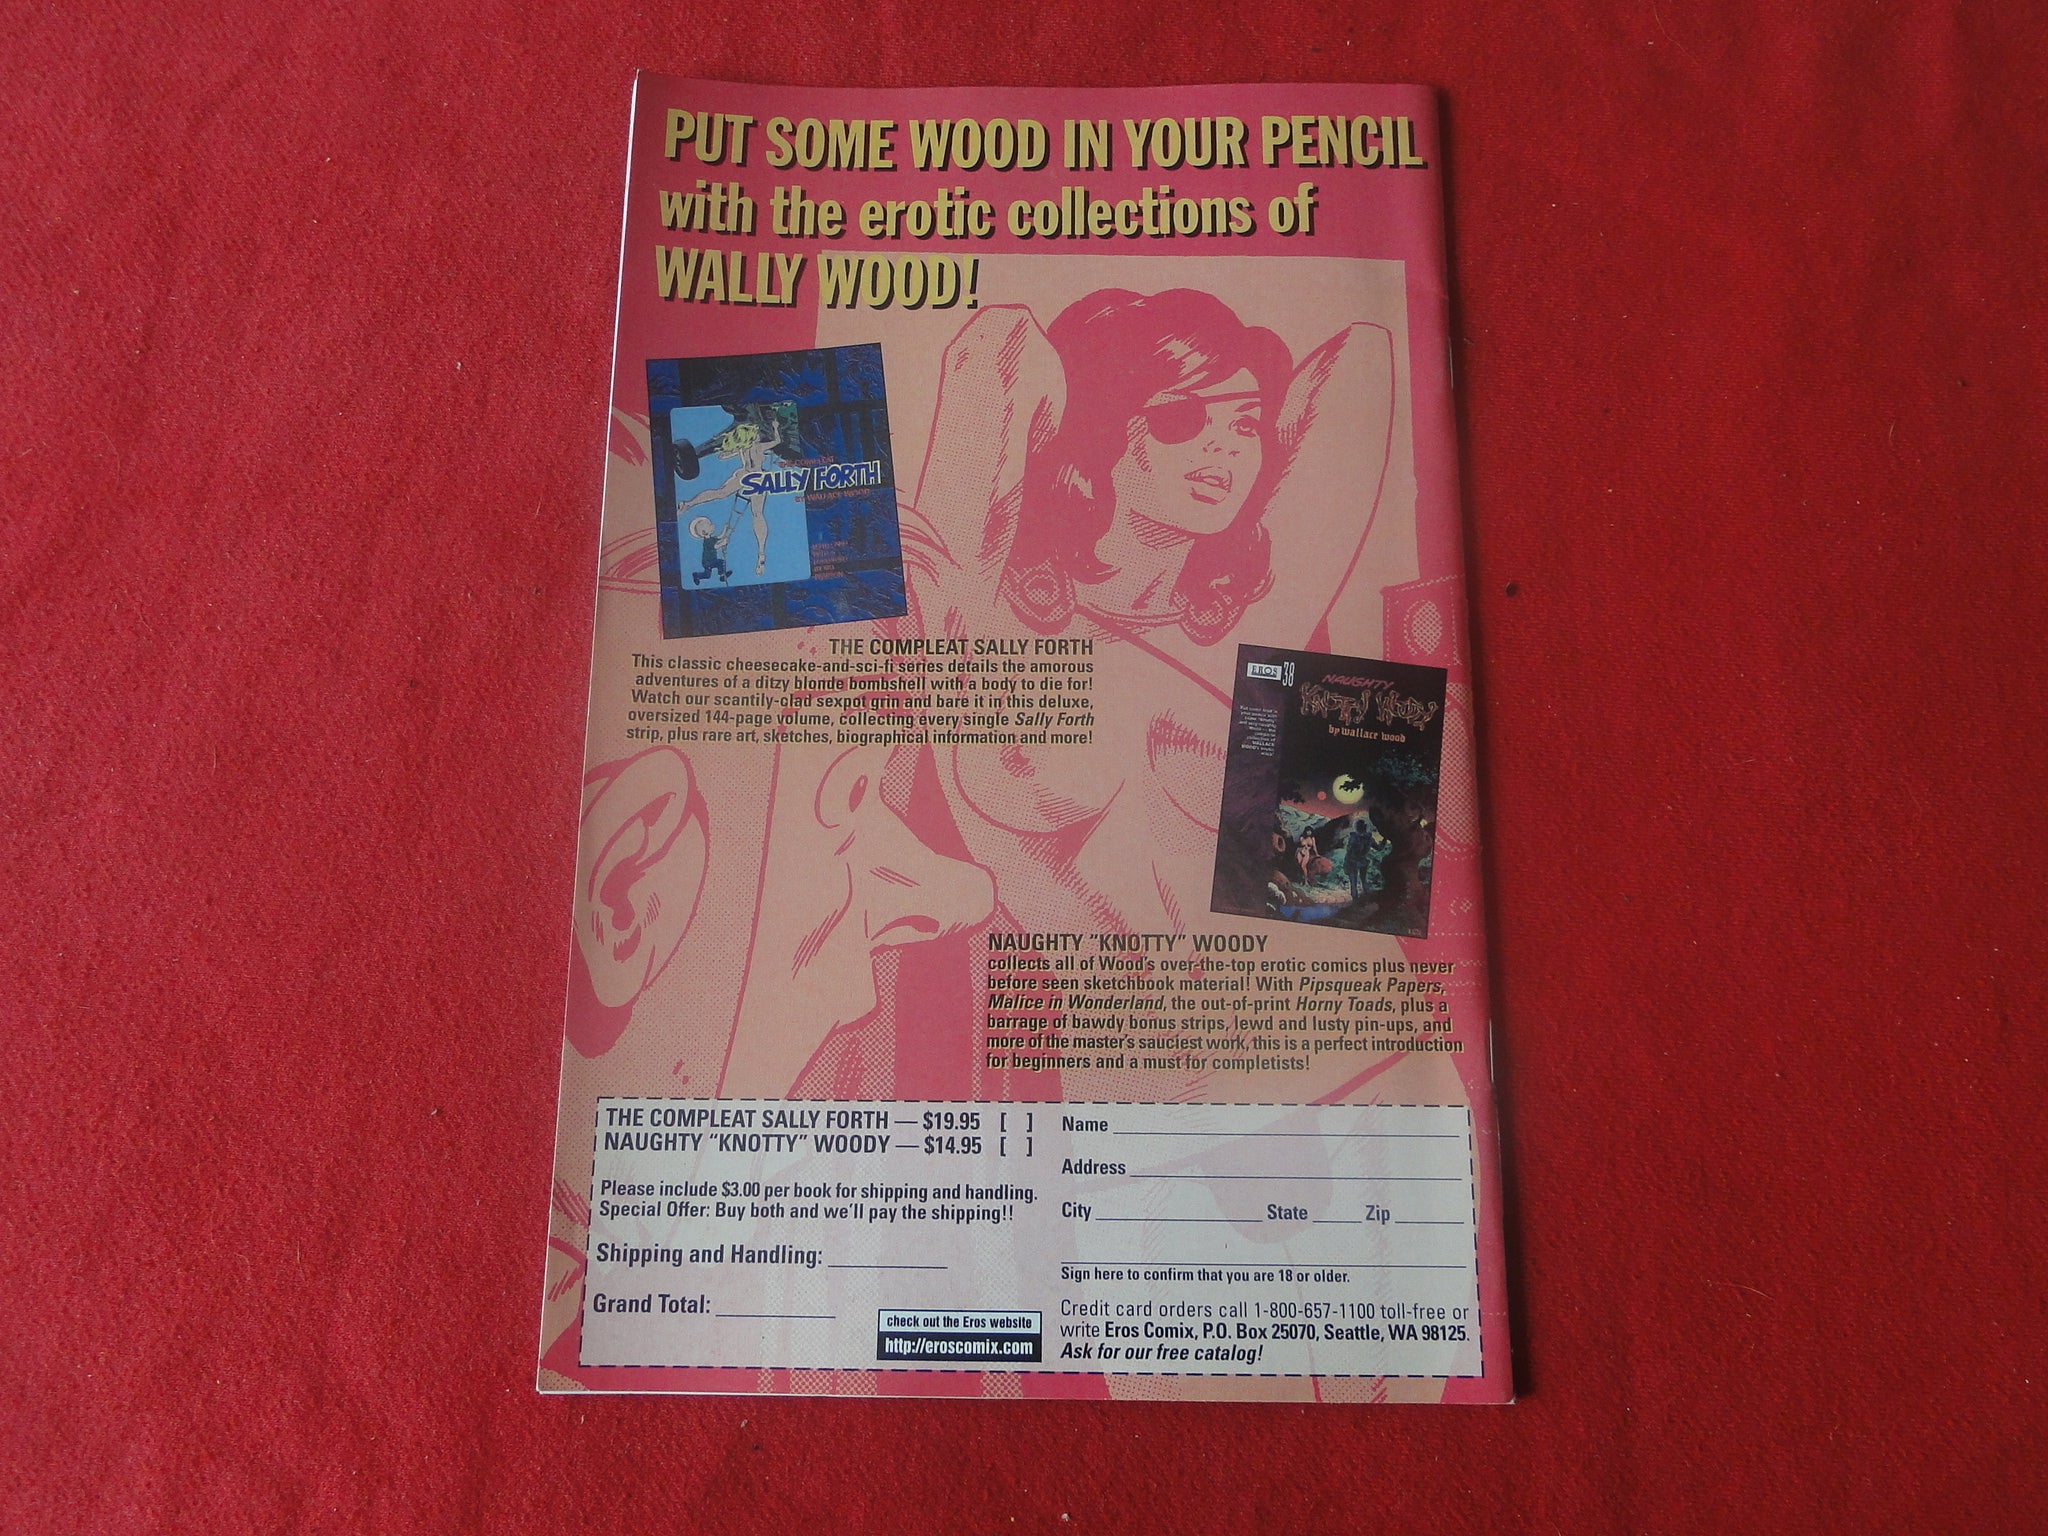 PUT SOME WOOD IN YOUR PENCIL
with the erotic collections of
WALLY WOOD!
THE COMPLEAT
SALLY FORTH
BY WALLACE WOOD
THE COMPLEAT SALLY FORTH
This classic cheesecake-and-sci-fi series details the amorous
adventures of a ditzy blonde bombshell with a body to die for!
Watch our scantily-clad sexpot grin and bare it in this deluxe,
oversized 144-page volume, collecting every single Sally Forth
strip, plus rare art, sketches, biographical information and more!
EROS 38
NAUGHTY
KNOTTY WOODY
by wallace wood
NAUGHTY "KNOTTY" WOODY
collects all of Wood's over-the-top erotic comics plus never
before seen sketchbook material! With Pipsqueak Papers,
Malice in Wonderland, the out-of-print Horny Toads, plus a
barrage of bawdy bonus strips, lewd and lusty pin-ups, and
more of the master's sauciest work, this is a perfect introduction
for beginners and a must for completists!
THE COMPLEAT SALLY FORTH — $19.95 [ ]
NAUGHTY "KNOTTY" WOODY — $14.95 [ ]
Please include $3.00 per book for shipping and handling.
Special Offer: Buy both and we'll pay the shipping!!
Shipping and Handling:
Grand Total:
check out the Eros website
http://eroscomix.com
Name
Address
City State Zip
Sign here to confirm that you are 18 or older.
Credit card orders call 1-800-657-1100 toll-free or
write Eros Comix, P.O. Box 25070, Seattle, WA 98125.
Ask for our free catalog!